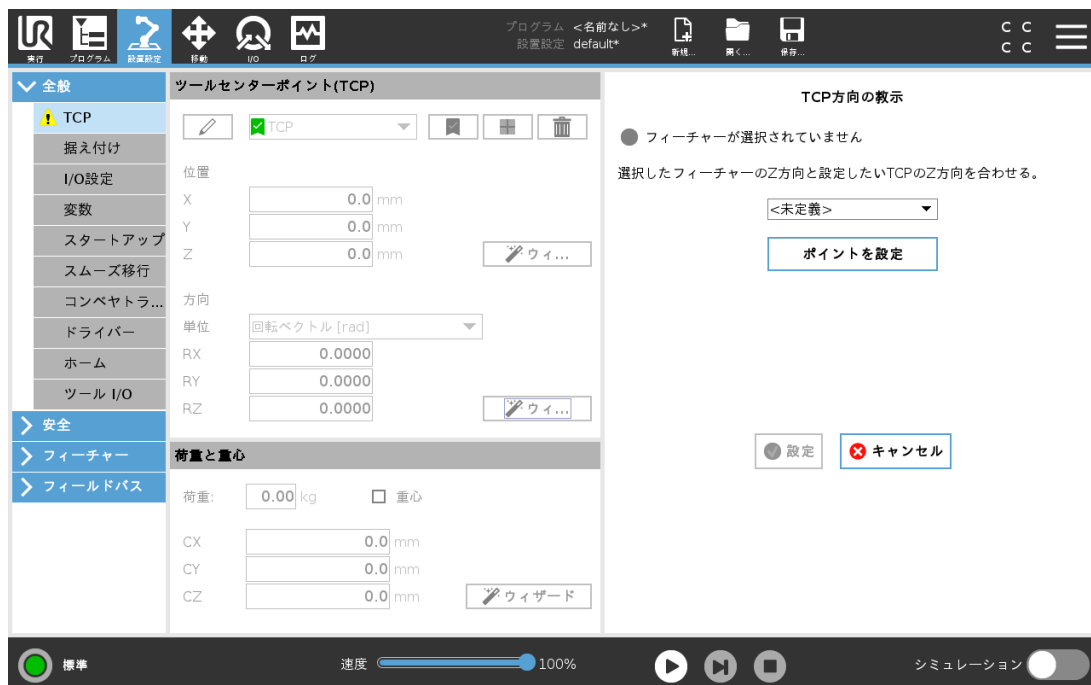 UR
実行
プログラム
設置設定
移動
I/O
ログ
プログラム <名前なし>*
設置設定 default*
新規...
開く...
保存...
C C
C C
全般
TCP
据え付け
I/O設定
変数
スタートアップ
スムーズ移行
コンベヤトラ...
ドライバー
ホーム
ツール I/O
安全
フィーチャー
フィールドバス
ツールセンターポイント(TCP)
TCP
位置
X 0.0 mm
Y 0.0 mm
Z 0.0 mm
ウィ...
方向
単位 回転ベクトル [rad]
RX 0.0000
RY 0.0000
RZ 0.0000
ウィ...
荷重と重心
荷重: 0.00 kg 重心
CX 0.0 mm
CY 0.0 mm
CZ 0.0 mm
ウィザード
TCP方向の教示
フィーチャーが選択されていません
選択したフィーチャーのZ方向と設定したいTCPのZ方向を合わせる。
<未定義>
ポイントを設定
設定
キャンセル
標準
速度 100%
シミュレーション